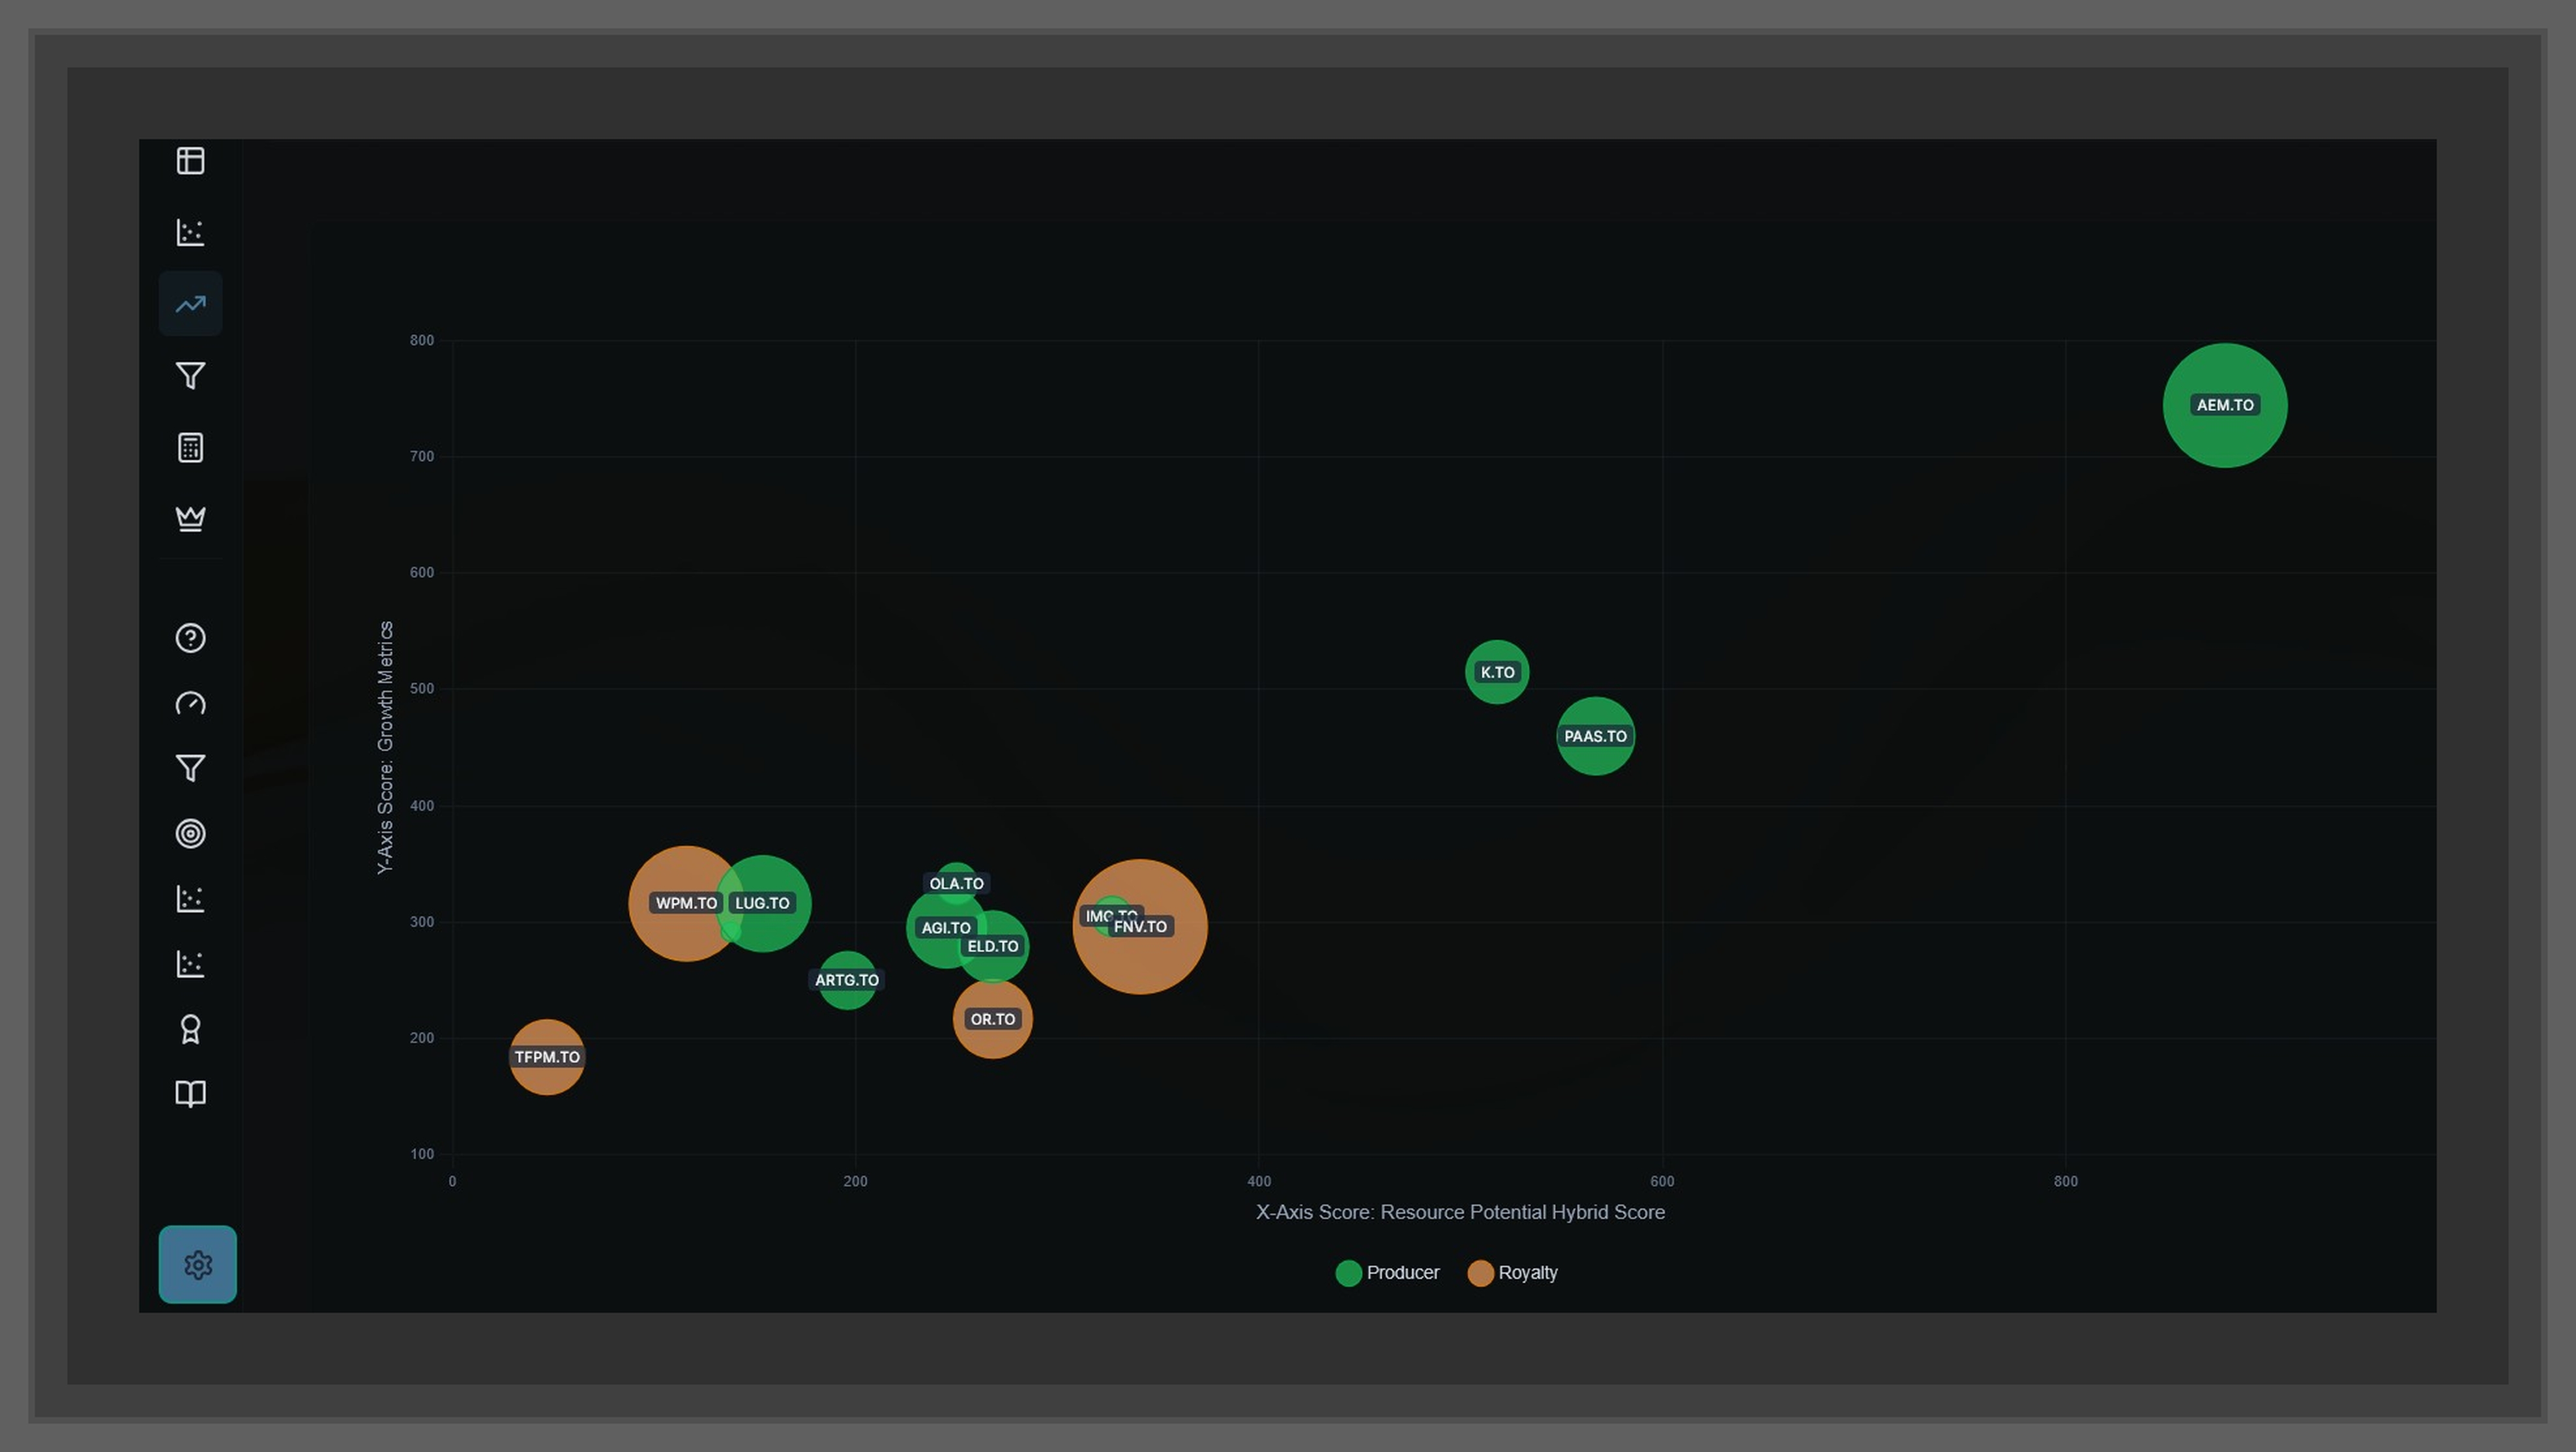 800
AEM.TO
700
600
K.TO
500
PAAS.TO
Y-Axis Score: Growth Metrics
400
OLA.TO
WPM.TO
LUG.TO
IMG.TO
300
AGI.TO
FNV.TO
ELD.TO
ARTG.TO
OR.TO
200
TFPM.TO
100
0 200 400 600 800
X-Axis Score: Resource Potential Hybrid Score
Producer Royalty